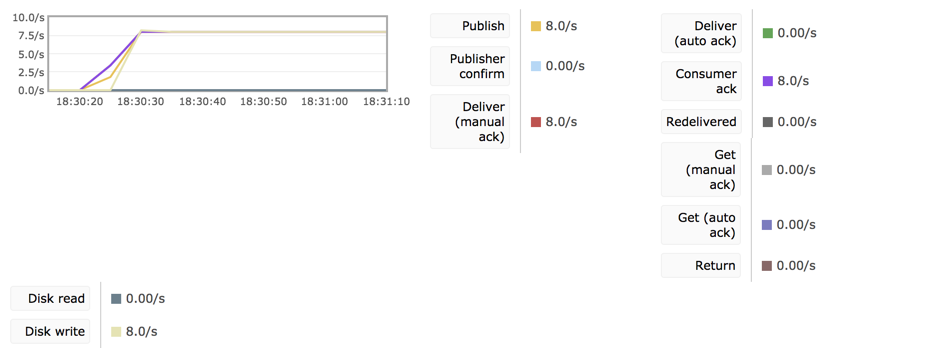 10.0/s
7.5/s
5.0/s
2.5/s
0.0/s
18:30:20 18:30:30 18:30:40 18:30:50 18:31:00 18:31:10
Publish 8.0/s
Publisher
confirm 0.00/s
Deliver
(manual
ack) 8.0/s
Deliver
(auto ack) 0.00/s
Consumer
ack 8.0/s
Redelivered 0.00/s
Get
(manual
ack) 0.00/s
Get (auto
ack) 0.00/s
Return 0.00/s
Disk read 0.00/s
Disk write 8.0/s